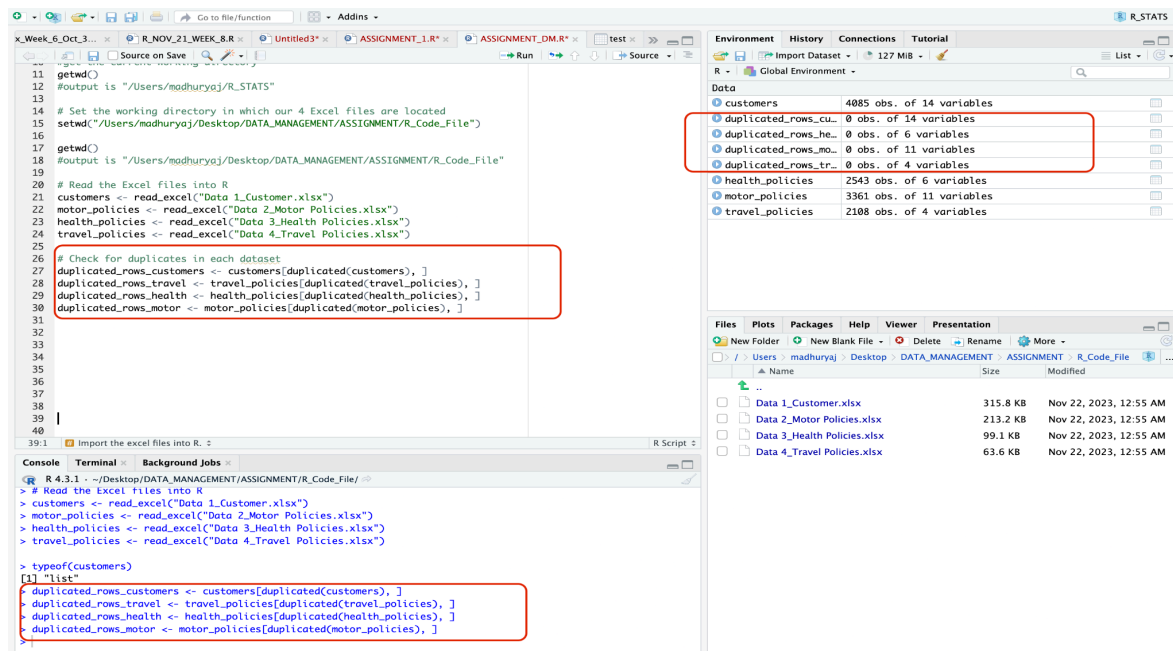 Go to file/function
Addins
R_STATS
x_Week_6_Oct_3...
R_NOV_21_WEEK_8.R
Untitled3*
ASSIGNMENT_1.R*
ASSIGNMENT_DM.R*
test
Source on Save
Run
Source
11 getwd()
12 #output is "/Users/madhuryaj/R_STATS"
13
14 # Set the working directory in which our 4 Excel files are located
15 setwd("/Users/madhuryaj/Desktop/DATA_MANAGEMENT/ASSIGNMENT/R_Code_File")
16
17 getwd()
18 #output is "/Users/madhuryaj/Desktop/DATA_MANAGEMENT/ASSIGNMENT/R_Code_File"
19
20 # Read the Excel files into R
21 customers <- read_excel("Data 1_Customer.xlsx")
22 motor_policies <- read_excel("Data 2_Motor Policies.xlsx")
23 health_policies <- read_excel("Data 3_Health Policies.xlsx")
24 travel_policies <- read_excel("Data 4_Travel Policies.xlsx")
25
26 # Check for duplicates in each dataset
27 duplicated_rows_customers <- customers[duplicated(customers), ]
28 duplicated_rows_travel <- travel_policies[duplicated(travel_policies), ]
29 duplicated_rows_health <- health_policies[duplicated(health_policies), ]
30 duplicated_rows_motor <- motor_policies[duplicated(motor_policies), ]
31
32
33
34
35
36
37
38
39
40
39:1 # Import the excel files into R.
R Script
Console Terminal Background Jobs
R 4.3.1 · ~/Desktop/DATA_MANAGEMENT/ASSIGNMENT/R_Code_File/
> # Read the Excel files into R
> customers <- read_excel("Data 1_Customer.xlsx")
> motor_policies <- read_excel("Data 2_Motor Policies.xlsx")
> health_policies <- read_excel("Data 3_Health Policies.xlsx")
> travel_policies <- read_excel("Data 4_Travel Policies.xlsx")
> typeof(customers)
[1] "list"
> duplicated_rows_customers <- customers[duplicated(customers), ]
> duplicated_rows_travel <- travel_policies[duplicated(travel_policies), ]
> duplicated_rows_health <- health_policies[duplicated(health_policies), ]
> duplicated_rows_motor <- motor_policies[duplicated(motor_policies), ]
>
Environment History Connections Tutorial
Import Dataset 127 MiB List
R Global Environment
Data
customers 4085 obs. of 14 variables
duplicated_rows_cu… 0 obs. of 14 variables
duplicated_rows_he… 0 obs. of 6 variables
duplicated_rows_mo… 0 obs. of 11 variables
duplicated_rows_tr… 0 obs. of 4 variables
health_policies 2543 obs. of 6 variables
motor_policies 3361 obs. of 11 variables
travel_policies 2108 obs. of 4 variables
Files Plots Packages Help Viewer Presentation
New Folder New Blank File Delete Rename More
/ Users madhuryaj Desktop DATA_MANAGEMENT ASSIGNMENT R_Code_File ...
Name Size Modified
..
Data 1_Customer.xlsx 315.8 KB Nov 22, 2023, 12:55 AM
Data 2_Motor Policies.xlsx 213.2 KB Nov 22, 2023, 12:55 AM
Data 3_Health Policies.xlsx 99.1 KB Nov 22, 2023, 12:55 AM
Data 4_Travel Policies.xlsx 63.6 KB Nov 22, 2023, 12:55 AM